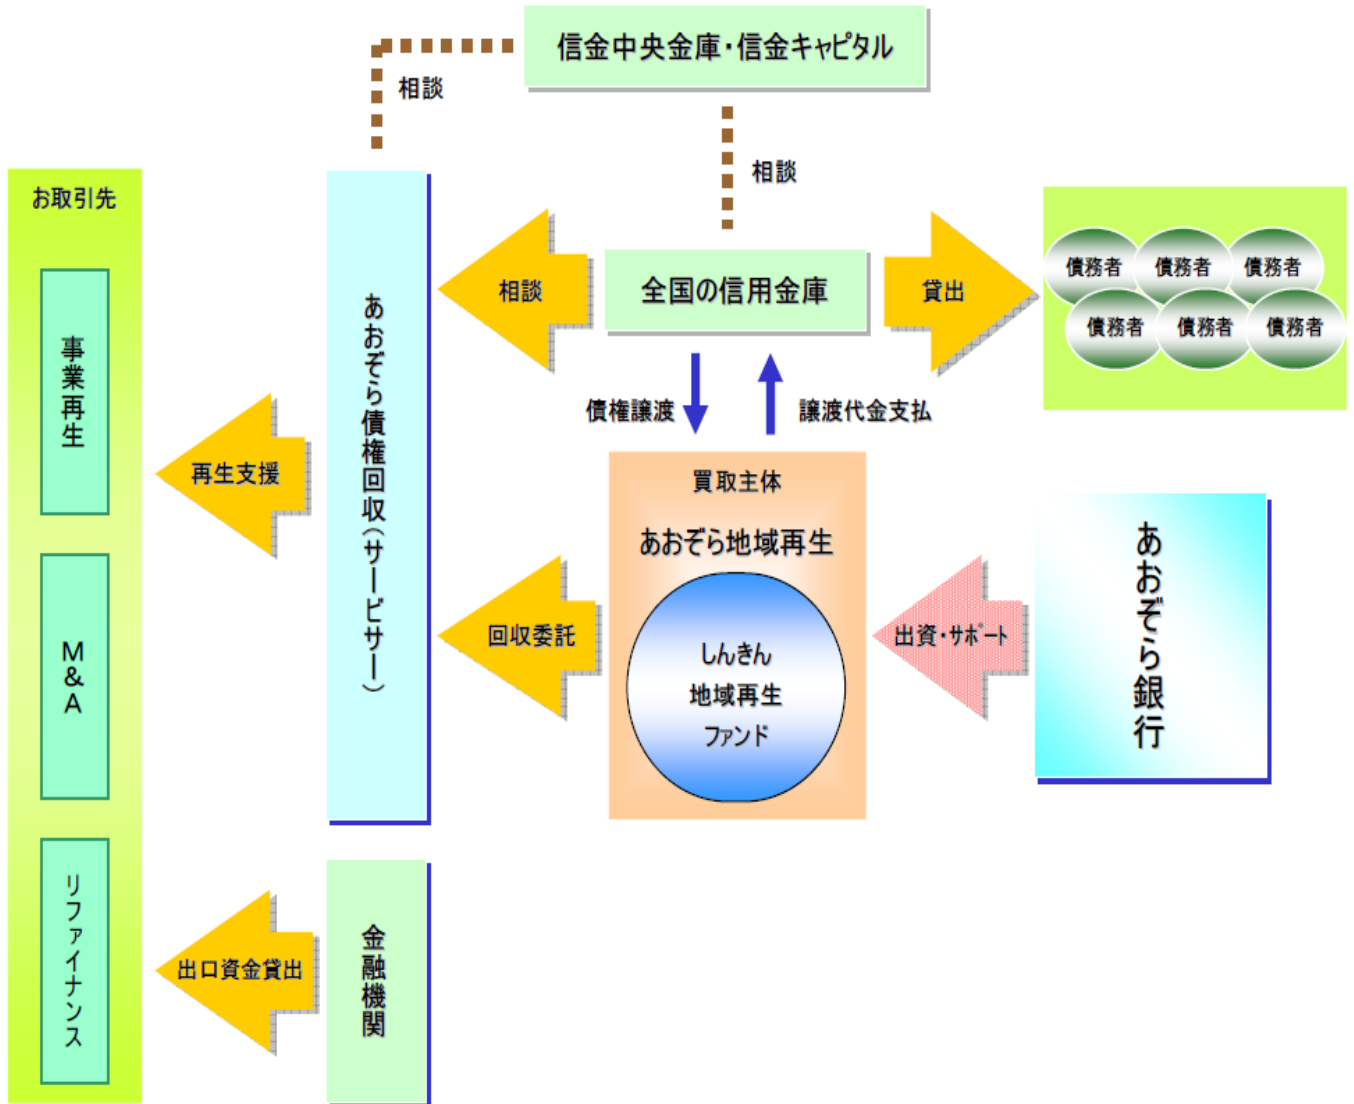 信金中央金庫・信金キャピタル
相談
相談
お取引先
事業再生
M&A
リファイナンス
再生支援
出口資金貸出
あおぞら債権回収(サービサー)
金融機関
相談
全国の信用金庫
貸出
債務者
債務者
債務者
債務者
債務者
債務者
債権譲渡
譲渡代金支払
買取主体
あおぞら地域再生
しんきん
地域再生
ファンド
回収委託
出資・サポート
あおぞら銀行